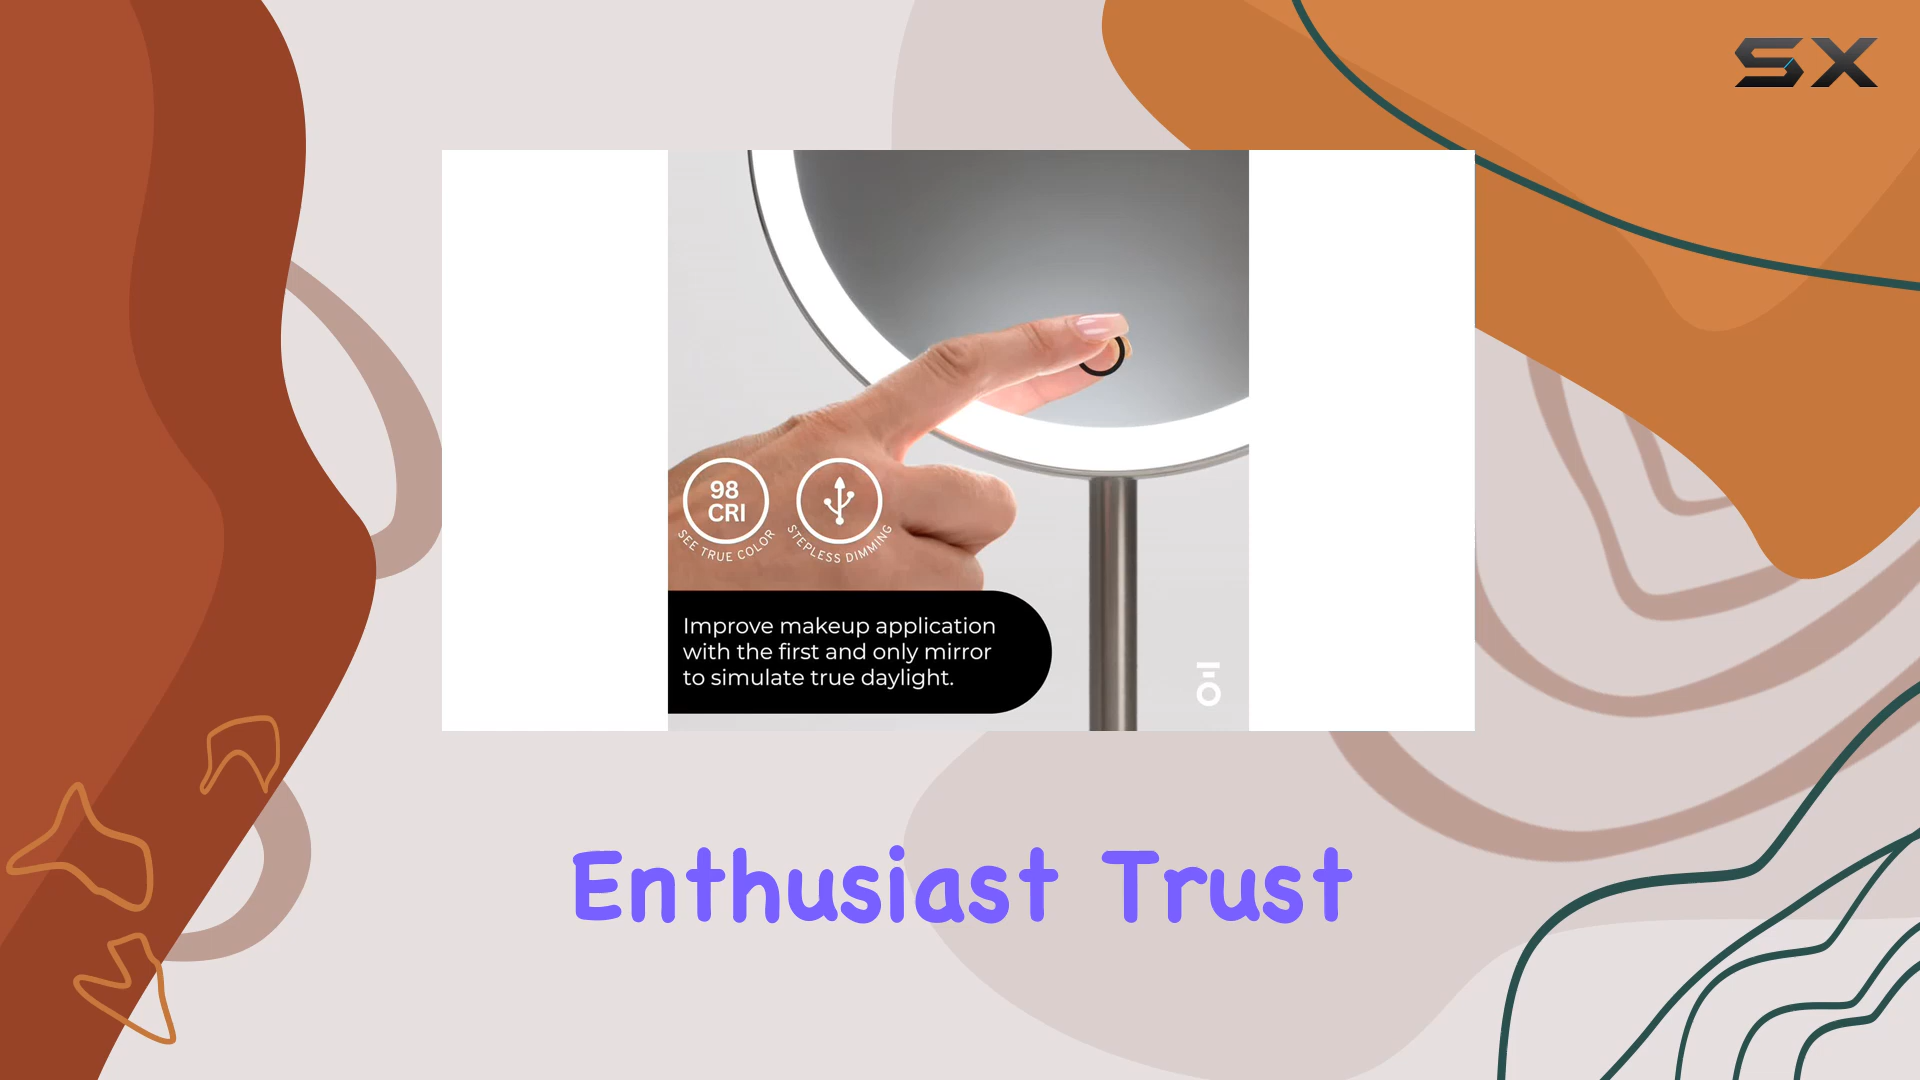 SX
98
CRI
SEE TRUE COLOR
STEPLESS DIMMING
Improve makeup application
with the first and only mirror
to simulate true daylight.
Enthusiast Trust